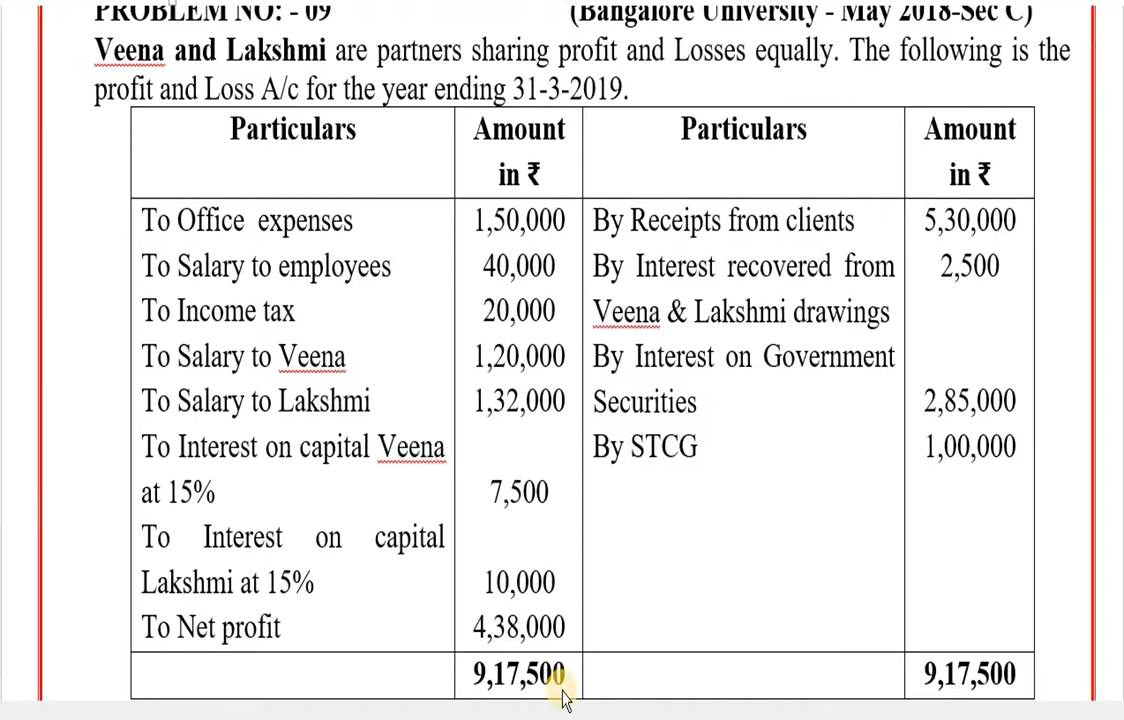 PROBLEM NO: - 09 (Bangalore University - May 2018-Sec C)
Veena and Lakshmi are partners sharing profit and Losses equally. The following is the
profit and Loss A/c for the year ending 31-3-2019.
Particulars Amount Particulars Amount
in ₹ in ₹
To Office expenses 1,50,000 By Receipts from clients 5,30,000
To Salary to employees 40,000 By Interest recovered from 2,500
To Income tax 20,000 Veena & Lakshmi drawings
To Salary to Veena 1,20,000 By Interest on Government
To Salary to Lakshmi 1,32,000 Securities 2,85,000
To Interest on capital Veena By STCG 1,00,000
at 15% 7,500
To Interest on capital
Lakshmi at 15% 10,000
To Net profit 4,38,000
9,17,500 9,17,500